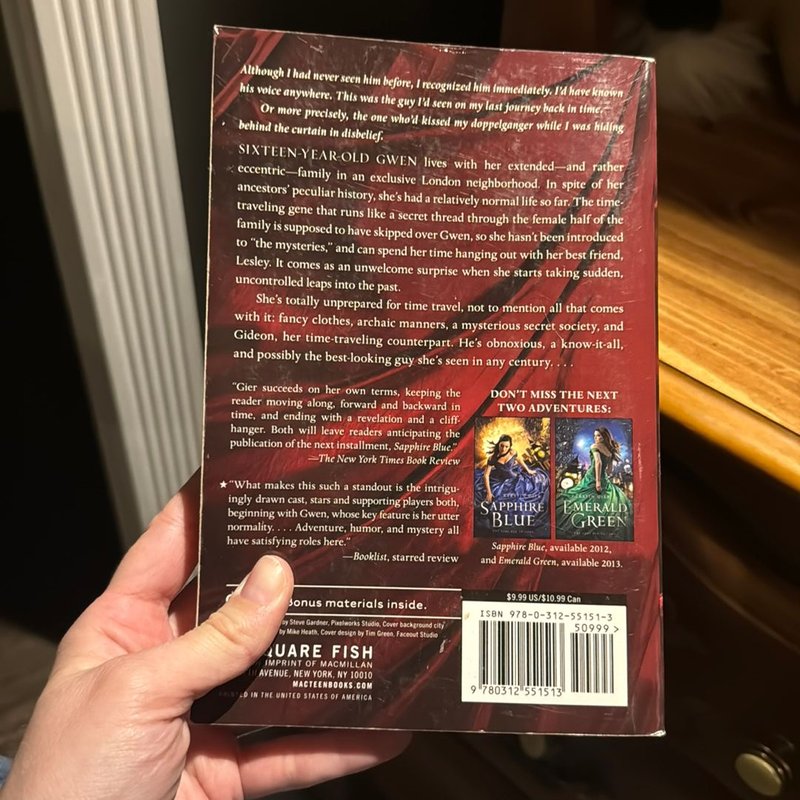 Although I had never seen him before, I recognized him immediately. I'd have known
his voice anywhere. This was the guy I'd seen on my last journey back in time.
Or more precisely, the one who'd kissed my doppelganger while I was hiding
behind the curtain in disbelief.
SIXTEEN-YEAR-OLD GWEN lives with her extended—and rather
eccentric—family in an exclusive London neighborhood. In spite of her
ancestors' peculiar history, she's had a relatively normal life so far. The time-
traveling gene that runs like a secret thread through the female half of the
family is supposed to have skipped over Gwen, so she hasn't been introduced
to "the mysteries," and can spend her time hanging out with her best friend,
Lesley. It comes as an unwelcome surprise when she starts taking sudden,
uncontrolled leaps into the past.
She's totally unprepared for time travel, not to mention all that comes
with it: fancy clothes, archaic manners, a mysterious secret society, and
Gideon, her time-traveling counterpart. He's obnoxious, a know-it-all,
and possibly the best-looking guy she's seen in any century. . . .
"Gier succeeds on her own terms, keeping the
reader moving along, forward and backward in
time, and ending with a revelation and a cliff-
hanger. Both will leave readers anticipating the
publication of the next installment, Sapphire Blue."
—The New York Times Book Review
★ "What makes this such a standout is the intrigu-
ingly drawn cast, stars and supporting players both,
beginning with Gwen, whose key feature is her utter
normality. . . . Adventure, humor, and mystery all
have satisfying roles here."
—Booklist, starred review
DON'T MISS THE NEXT
TWO ADVENTURES:
SAPPHIRE
BLUE
EMERALD
GREEN
Sapphire Blue, available 2012,
and Emerald Green, available 2013.
Bonus materials inside.
by Steve Gardner, Pixelworks Studio, Cover background city
by Mike Heath, Cover design by Tim Green, Faceout Studio
QUARE FISH
IMPRINT OF MACMILLAN
AVENUE, NEW YORK, NY 10010
MACTEENBOOKS.COM
PRINTED IN THE UNITED STATES OF AMERICA
$9.99 US/$10.99 Can
ISBN 978-0-312-55151-3
50999>
9 780312 551513